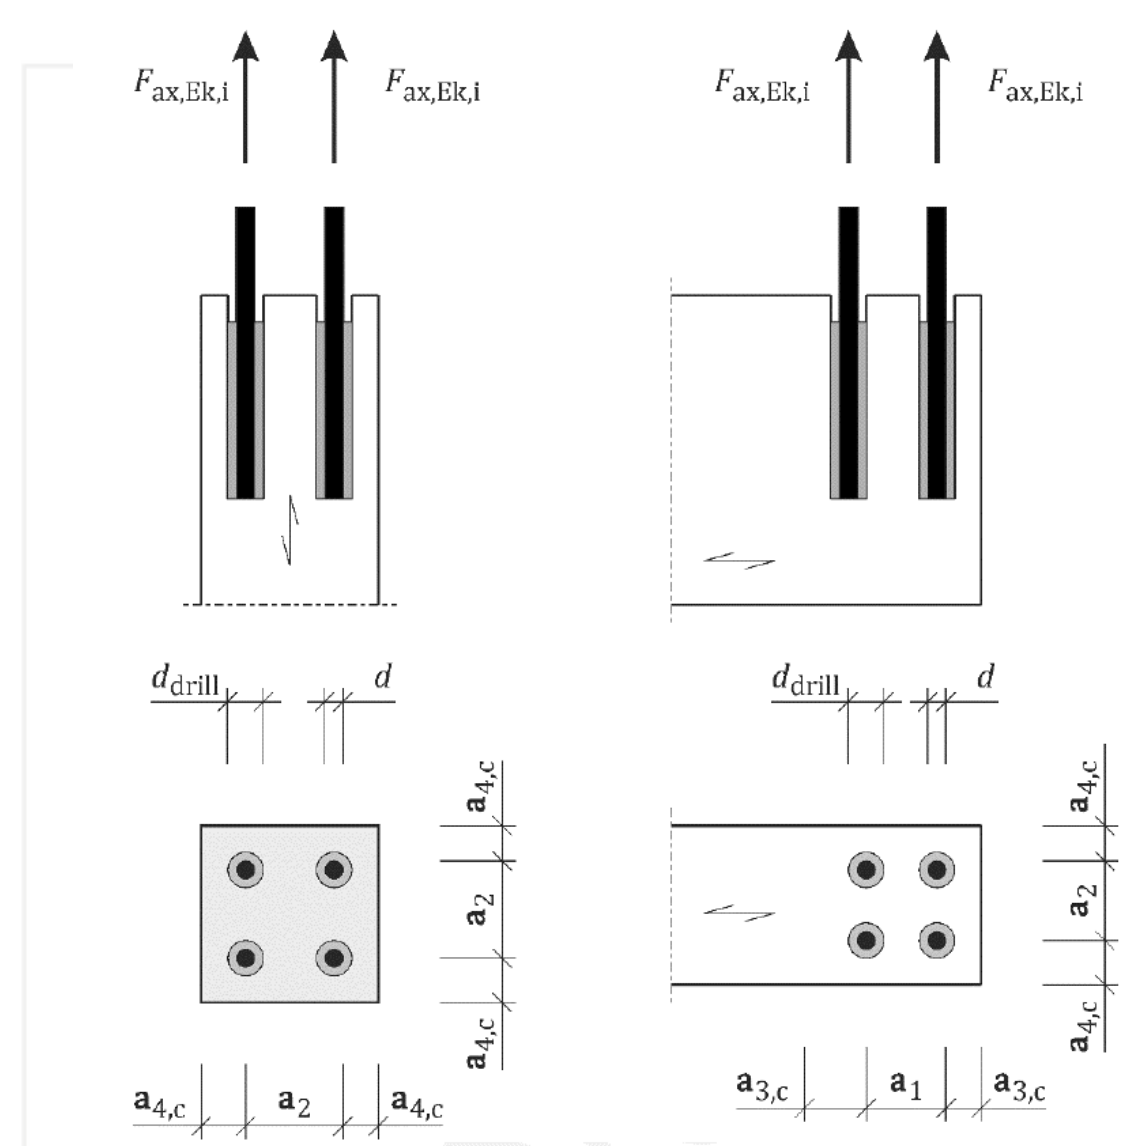 F_ax,Ek,i F_ax,Ek,i F_ax,Ek,i F_ax,Ek,i
d_drill d d_drill d
a_4,c a_4,c
a_2 a_2
a_4,c a_4,c
a_4,c a_2 a_4,c a_3,c a_1 a_3,c